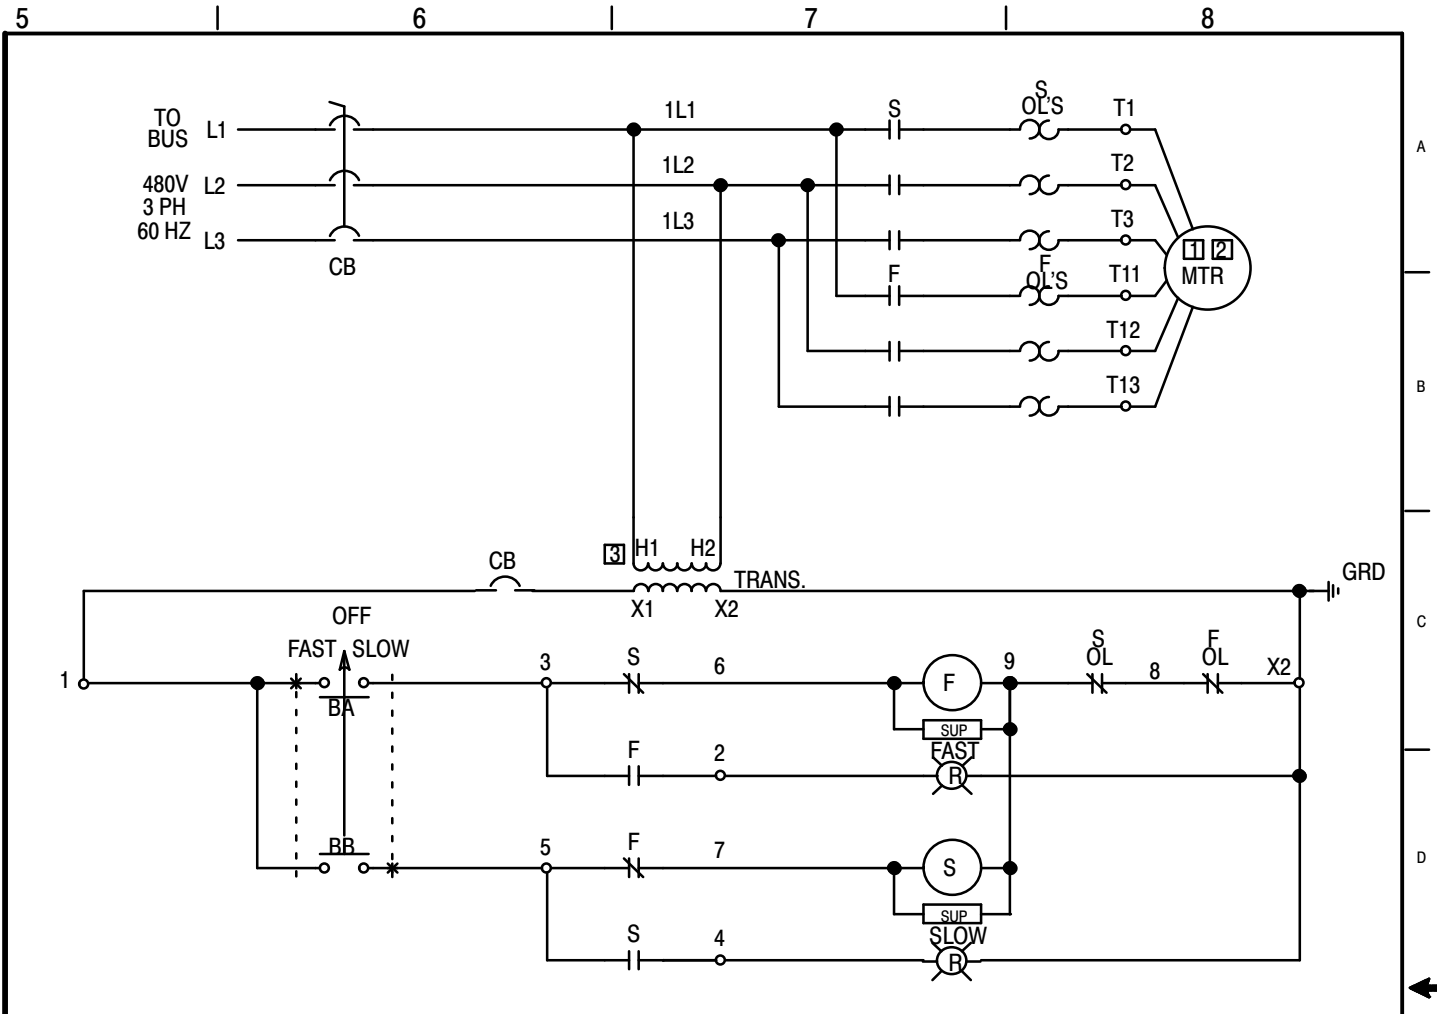 5 6 7 8
TO
BUS L1 1L1 S S,
OL'S T1
A
480V L2 1L2 T2
3 PH
60 HZ L3 1L3 T3
CB F F
OL'S T11
1 2
MTR
T12
B
T13
3 H1 H2
CB TRANS. GRD
X1 X2
C
OFF
FAST SLOW
1 3 S 6 F 9 S
OL 8 F
OL X2
BA
SUP
F 2 FAST
R
BB 5 F 7 S
D
SUP
S 4 SLOW
R